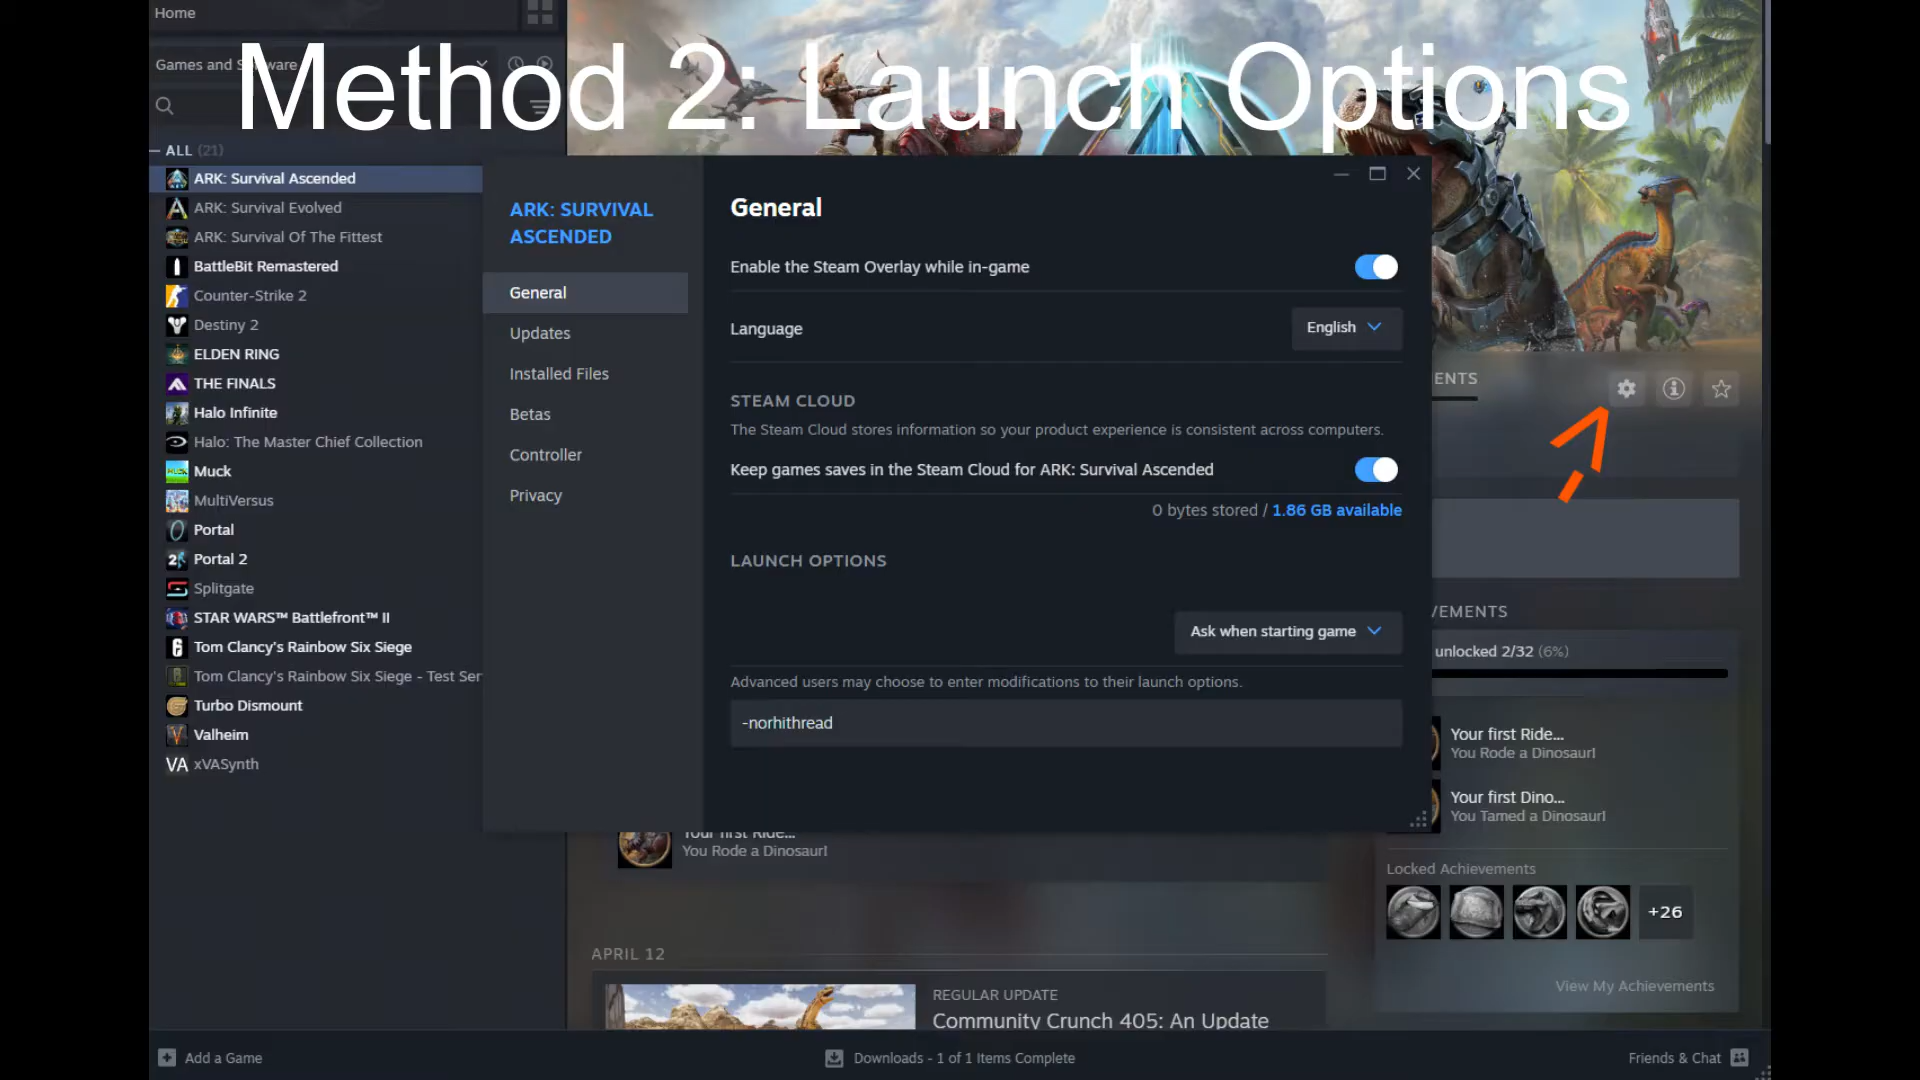 Home
Games and Software
Method 2: Launch Options
ALL (21)
ARK: Survival Ascended
ARK: Survival Evolved
ARK: Survival Of The Fittest
BattleBit Remastered
Counter-Strike 2
Destiny 2
ELDEN RING
THE FINALS
Halo Infinite
Halo: The Master Chief Collection
Muck
MultiVersus
Portal
Portal 2
Splitgate
STAR WARS™ Battlefront™ II
Tom Clancy's Rainbow Six Siege
Tom Clancy's Rainbow Six Siege - Test Ser
Turbo Dismount
Valheim
VA xVASynth
ARK: SURVIVAL
ASCENDED
General
Updates
Installed Files
Betas
Controller
Privacy
General
Enable the Steam Overlay while in-game
Language
English
STEAM CLOUD
The Steam Cloud stores information so your product experience is consistent across computers.
Keep games saves in the Steam Cloud for ARK: Survival Ascended
0 bytes stored / 1.86 GB available
LAUNCH OPTIONS
Ask when starting game
Advanced users may choose to enter modifications to their launch options.
-norhithread
ENTS
VEMENTS
unlocked 2/32 (6%)
Your first Ride...
You Rode a Dinosaur!
Your first Dino...
You Tamed a Dinosaur!
Locked Achievements
+26
View My Achievements
Your first Ride...
You Rode a Dinosaur!
APRIL 12
REGULAR UPDATE
Community Crunch 405: An Update
Add a Game
Downloads - 1 of 1 Items Complete
Friends & Chat